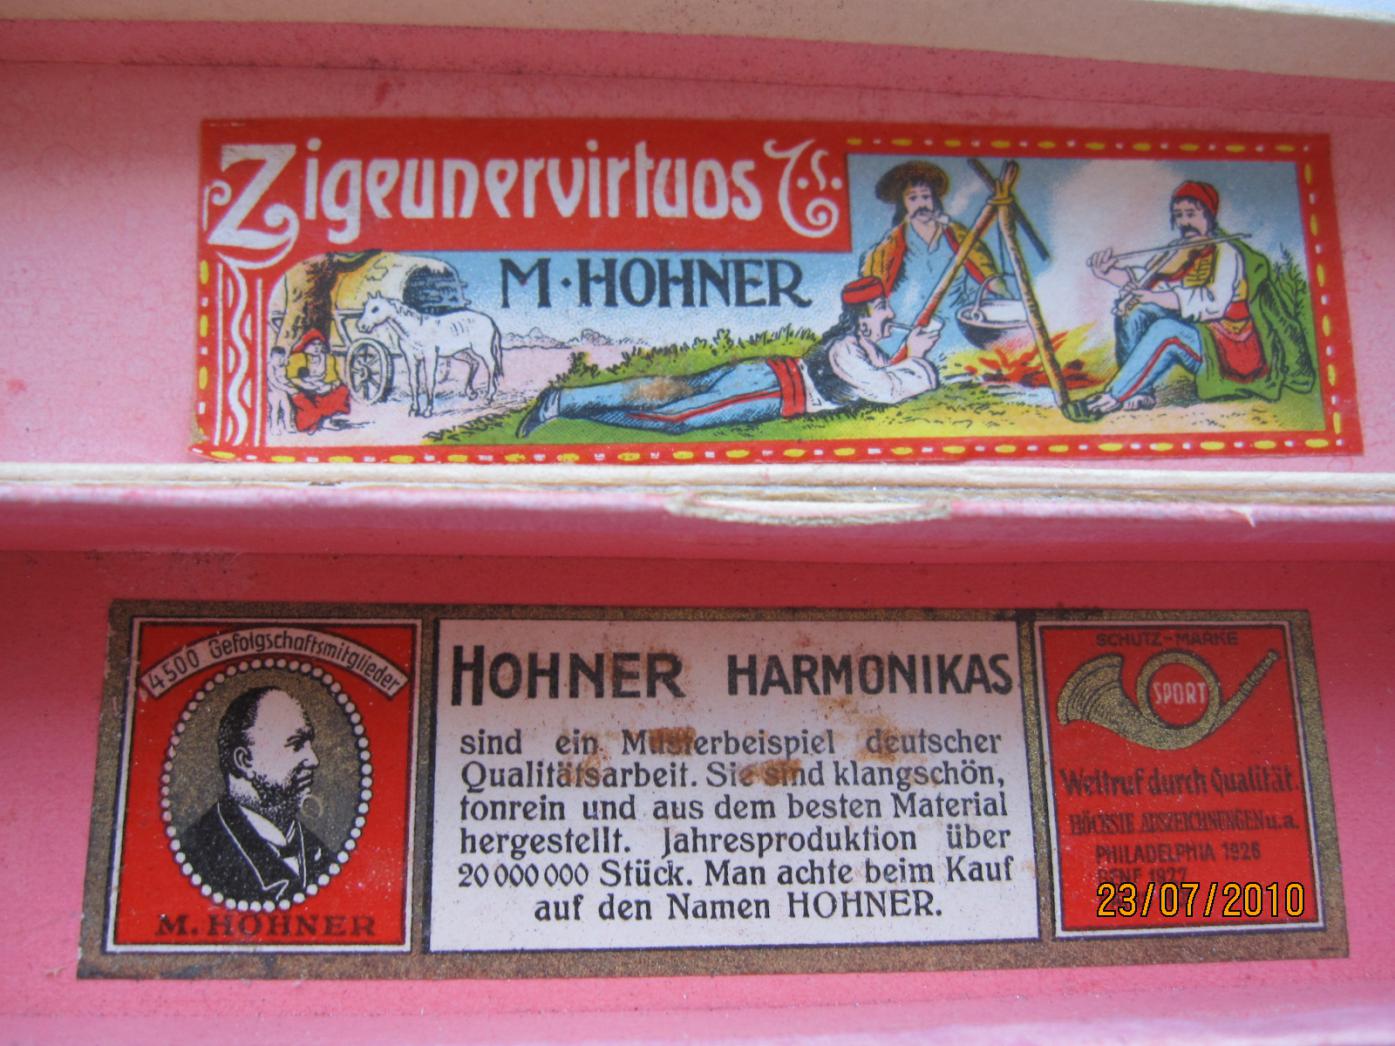 Zigeunervirtuos
M·HOHNER
4500 Gefolgschaftsmitglieder
M. HOHNER
HOHNER HARMONIKAS
sind ein Musterbeispiel deutscher
Qualitätsarbeit. Sie sind klangschön,
tonrein und aus dem besten Material
hergestellt. Jahresproduktion über
20 000 000 Stück. Man achte beim Kauf
auf den Namen HOHNER.
SCHUTZ-MARKE
SPORT
Weltruf durch Qualität.
HÖCHSTE AUSZEICHNUNGEN u.a.
PHILADELPHIA 1926
GENF 1927
23/07/2010